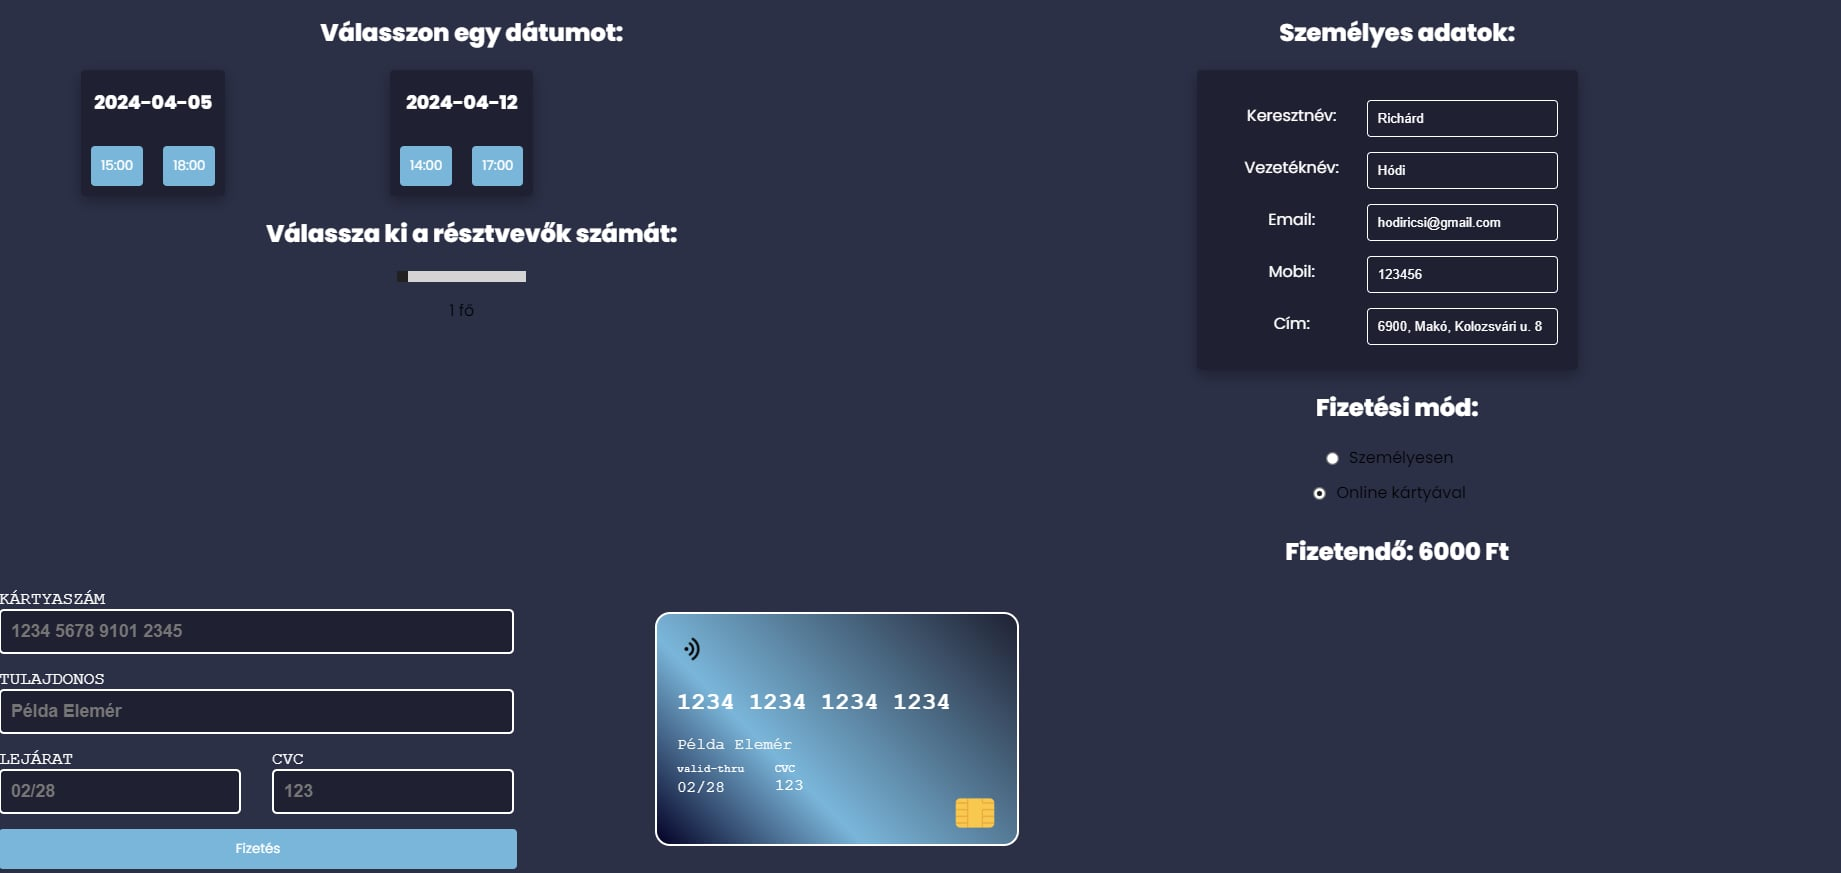 Válasszon egy dátumot:
2024-04-05
15:00 18:00
2024-04-12
14:00 17:00
Válassza ki a résztvevők számát:
1 fő
Személyes adatok:
Keresztnév: Richárd
Vezetéknév: Hódi
Email: hodiricsi@gmail.com
Mobil: 123456
Cím: 6900, Makó, Kolozsvári u. 8
Fizetési mód:
Személyesen
Online kártyával
Fizetendő: 6000 Ft
KÁRTYASZÁM
1234 5678 9101 2345
TULAJDONOS
Példa Elemér
LEJÁRAT CVC
02/28 123
Fizetés
1234 1234 1234 1234
Példa Elemér
valid-thru CVC
02/28 123